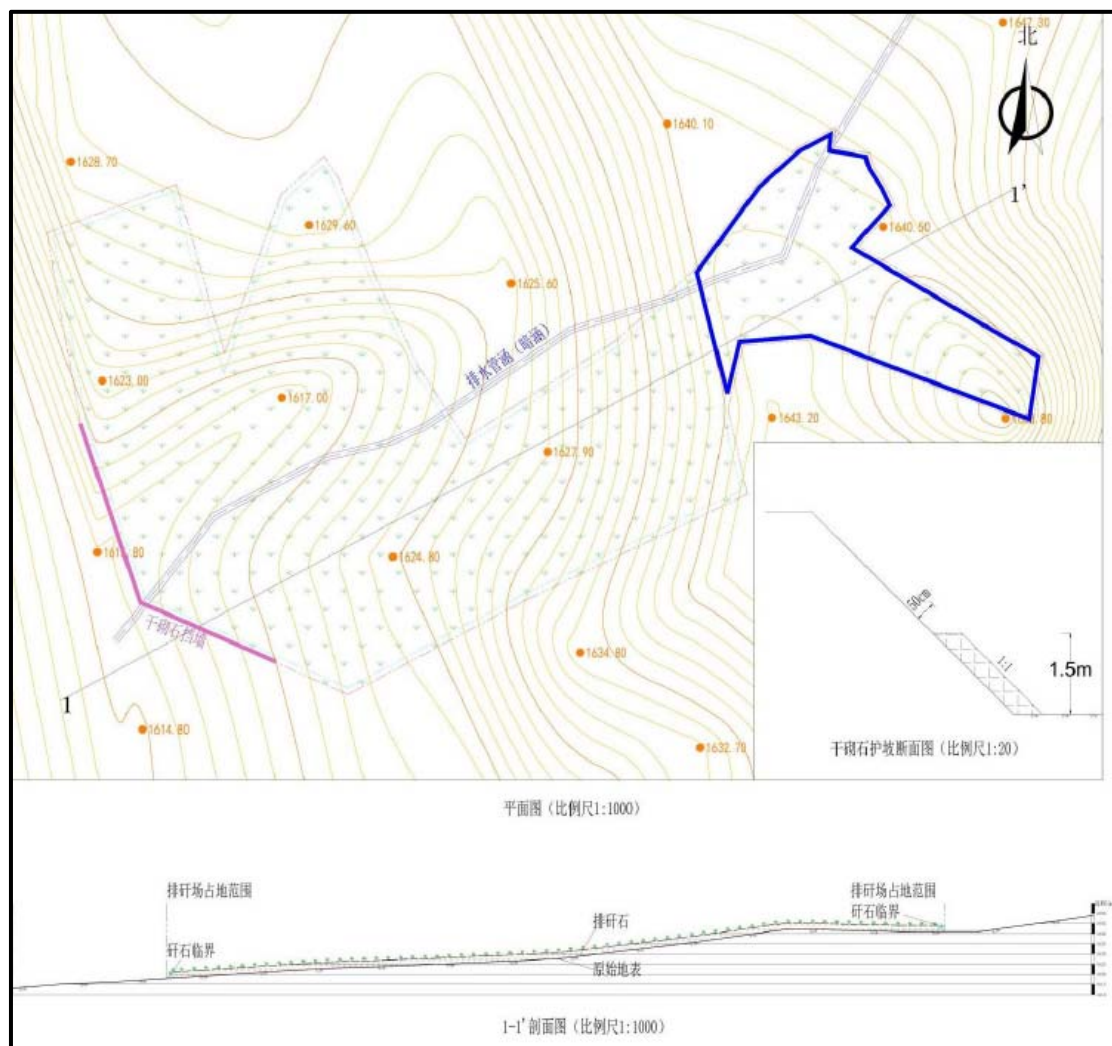 1647.30
北
1640.10
1628.70
1'
1629.60
1640.50
1625.60
排水管涵(暗涵)
1623.00
1617.00
1643.20
1627.90
50cm
1:1
1.5m
1624.80
干砌石挡墙
1634.80
1
1614.80
1632.70
干砌石护坡断面图(比例尺1:20)
平面图(比例尺1:1000)
排矸场占地范围
排矸场占地范围
矸石临界
排矸石
矸石临界
原始地表
1-1'剖面图(比例尺1:1000)